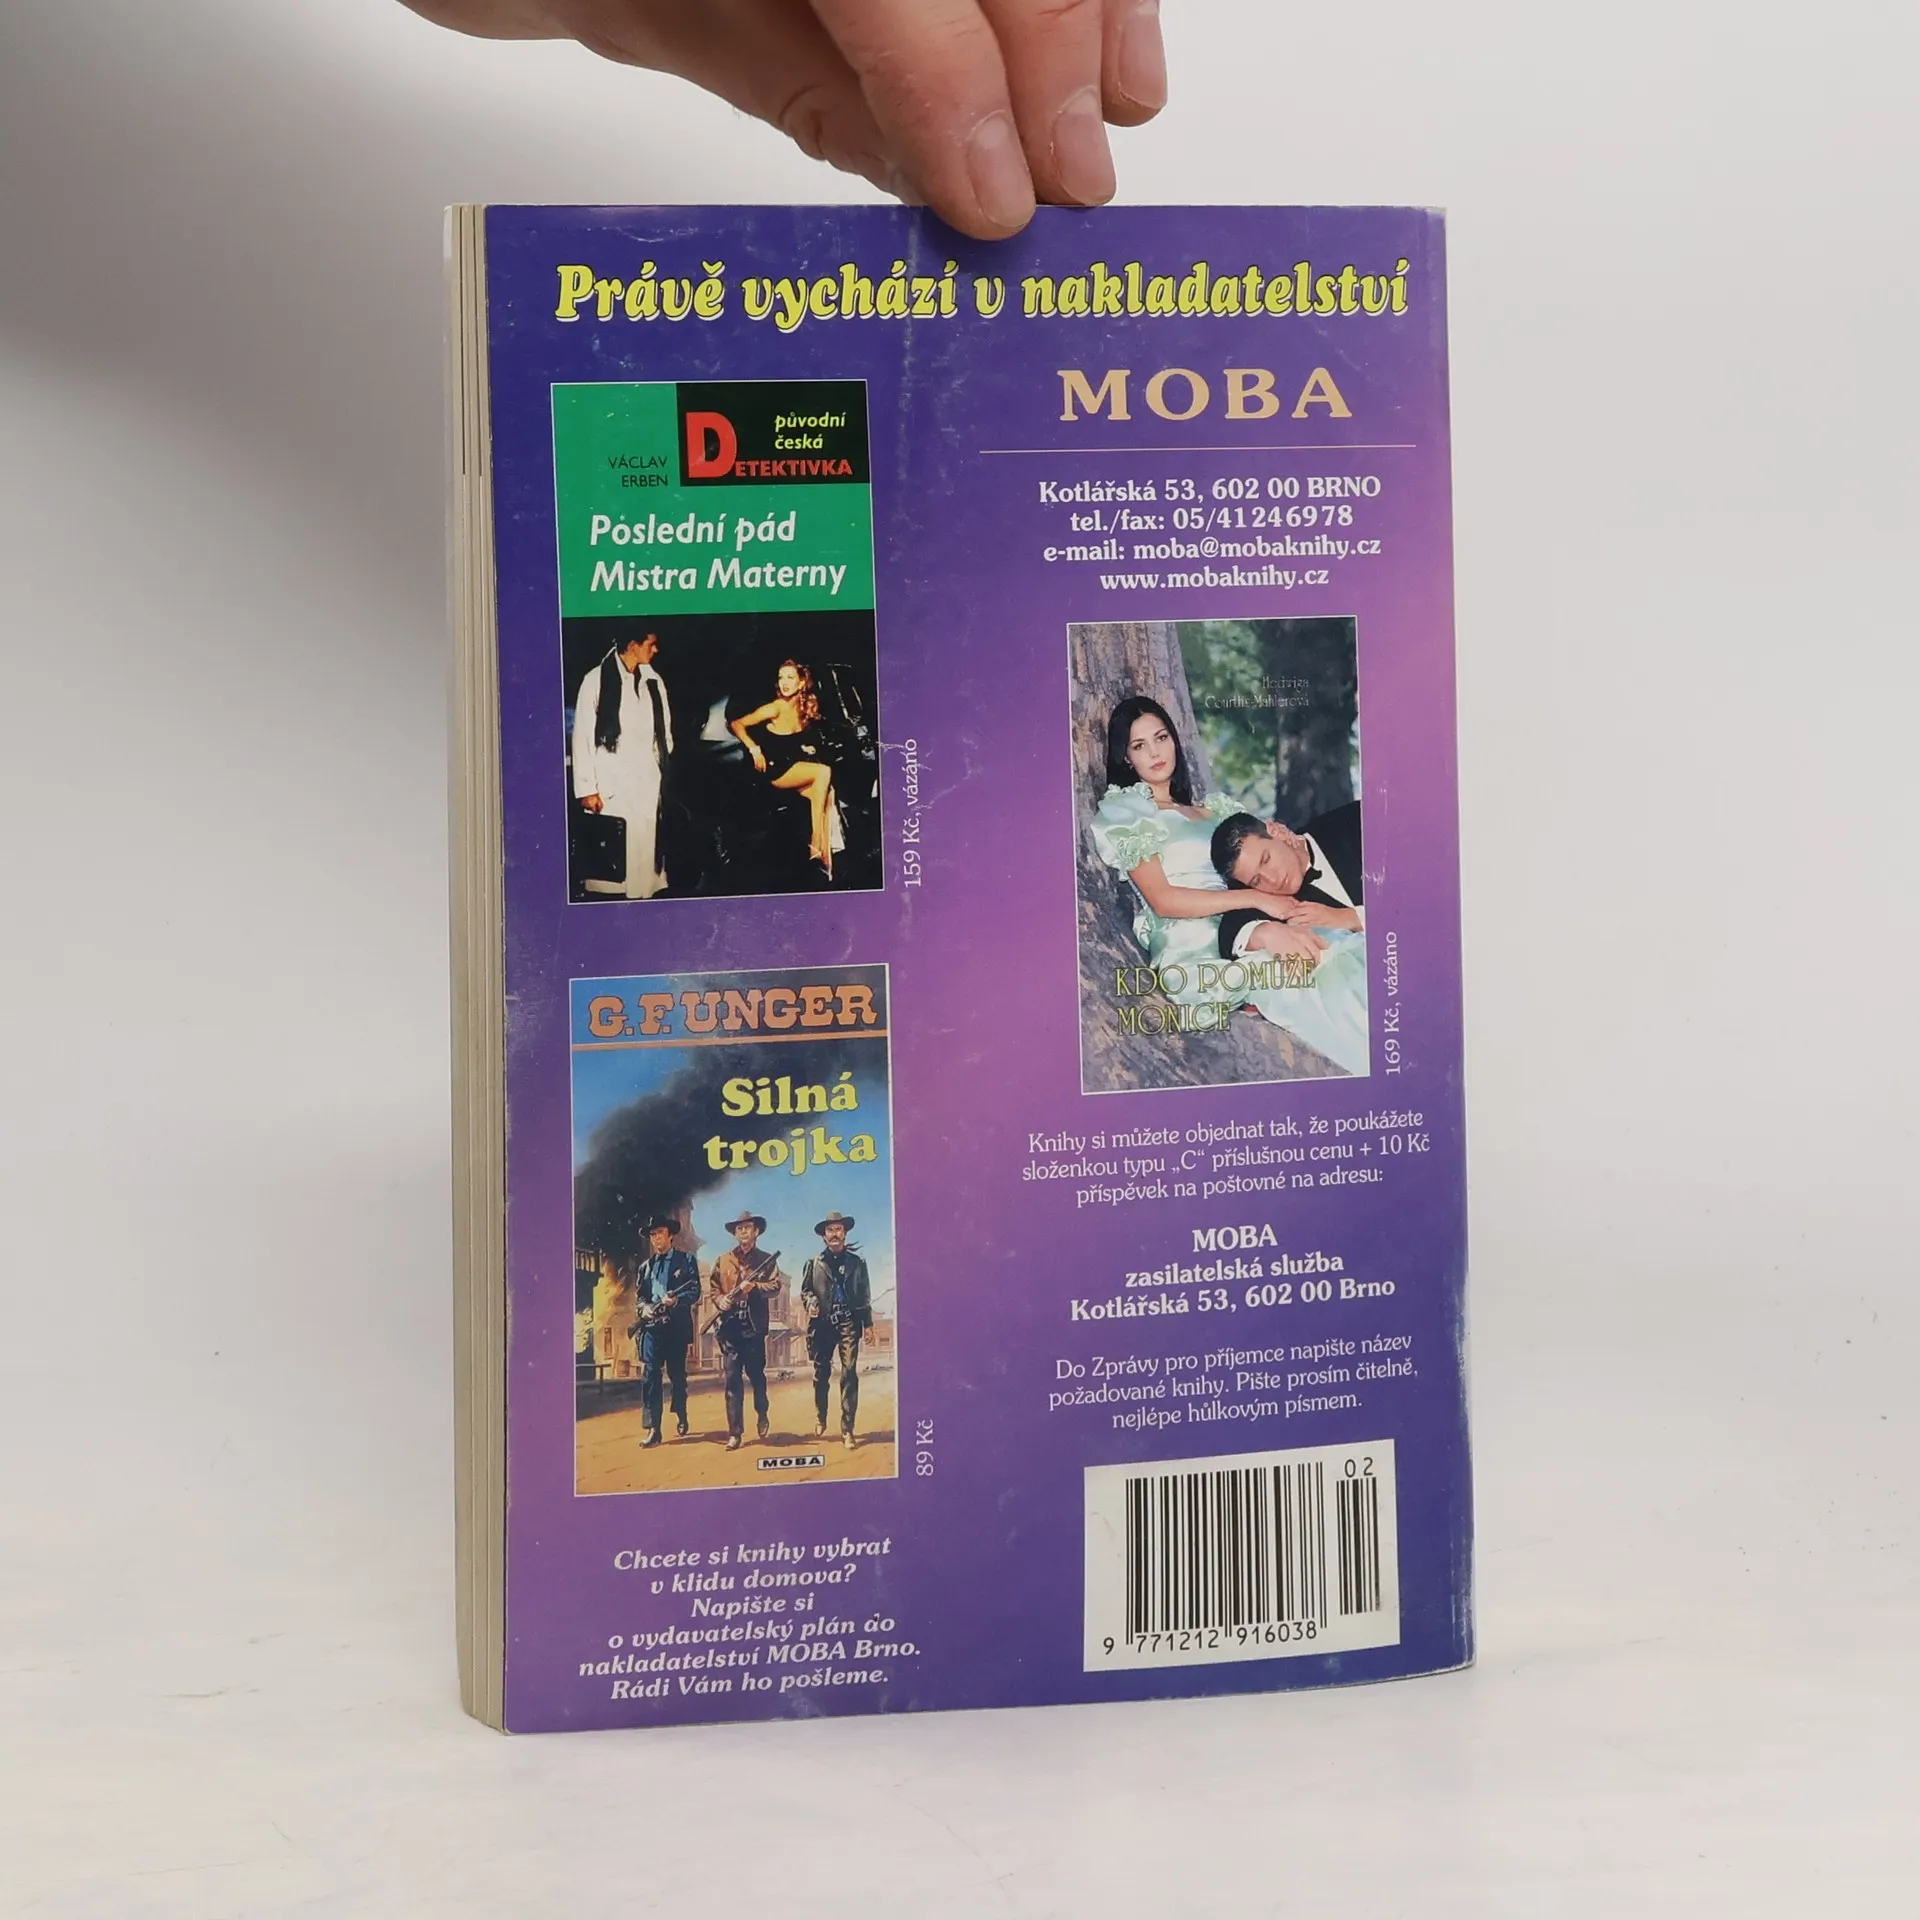 Právě vychází v nakladatelství
MOBA
Kotlářská 53, 602 00 BRNO
tel./fax: 05/41246978
e-mail: moba@mobaknihy.cz
www.mobaknihy.cz
původní
česká
DETEKTIVKA
VÁCLAV
ERBEN
Poslední pád
Mistra Materny
159 Kč, vázáno
Hedwiga
Courths-Mahlerová
KDO POMŮŽE
MONICE
169 Kč, vázáno
G. F. UNGER
Silná
trojka
MOBA
89 Kč
Chcete si knihy vybrat
v klidu domova?
Napište si
o vydavatelský plán do
nakladatelství MOBA Brno.
Rádi Vám ho pošleme.
Knihy si můžete objednat tak, že poukážete
složenkou typu „C“ příslušnou cenu + 10 Kč
příspěvek na poštovné na adresu:
MOBA
zasilatelská služba
Kotlářská 53, 602 00 Brno
Do Zprávy pro příjemce napište název
požadované knihy. Pište prosím čitelně,
nejlépe hůlkovým písmem.
02
9 771212 916038